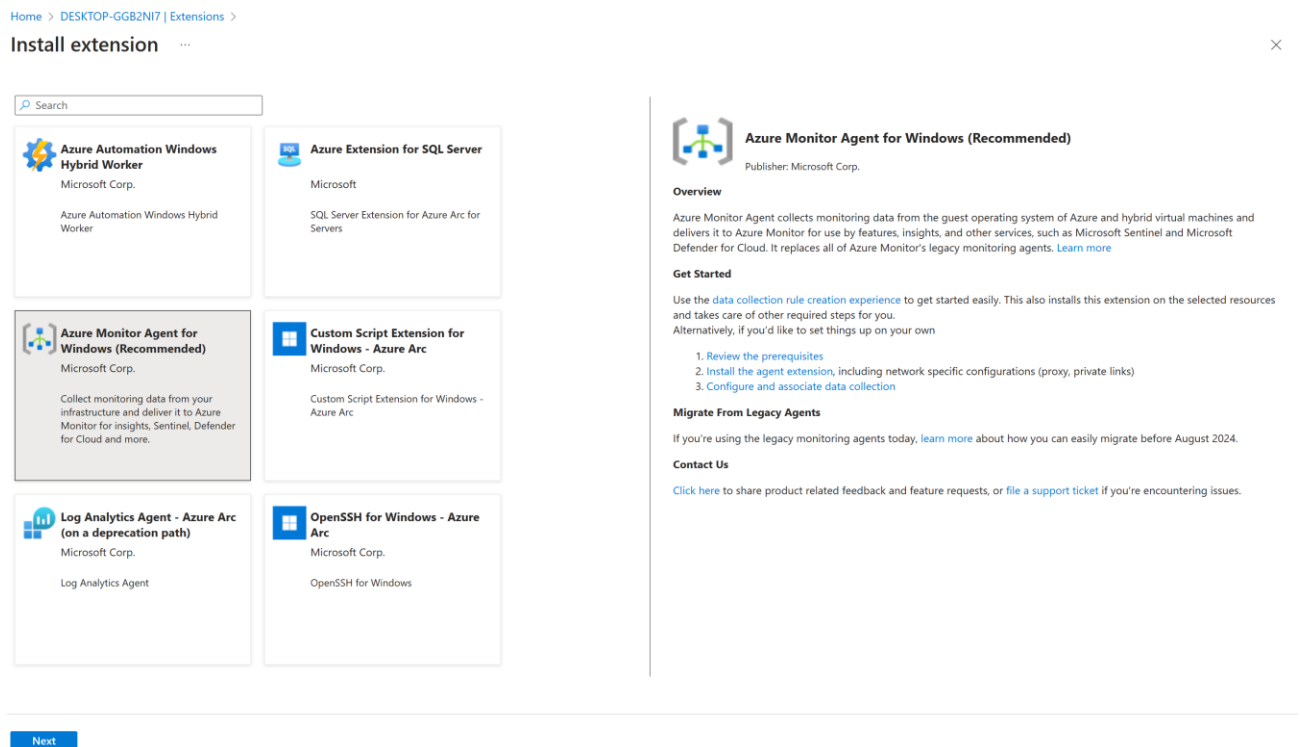 Home > DESKTOP-GGB2NI7 | Extensions >
Install extension ...
Search
Azure Automation Windows
Hybrid Worker
Microsoft Corp.
Azure Automation Windows Hybrid
Worker
Azure Extension for SQL Server
Microsoft
SQL Server Extension for Azure Arc for
Servers
Azure Monitor Agent for
Windows (Recommended)
Microsoft Corp.
Collect monitoring data from your
infrastructure and deliver it to Azure
Monitor for insights, Sentinel, Defender
for Cloud and more.
Custom Script Extension for
Windows - Azure Arc
Microsoft Corp.
Custom Script Extension for Windows -
Azure Arc
Log Analytics Agent - Azure Arc
(on a deprecation path)
Microsoft Corp.
Log Analytics Agent
OpenSSH for Windows - Azure
Arc
Microsoft Corp.
OpenSSH for Windows
Azure Monitor Agent for Windows (Recommended)
Publisher: Microsoft Corp.
Overview
Azure Monitor Agent collects monitoring data from the guest operating system of Azure and hybrid virtual machines and
delivers it to Azure Monitor for use by features, insights, and other services, such as Microsoft Sentinel and Microsoft
Defender for Cloud. It replaces all of Azure Monitor's legacy monitoring agents. Learn more
Get Started
Use the data collection rule creation experience to get started easily. This also installs this extension on the selected resources
and takes care of other required steps for you.
Alternatively, if you'd like to set things up on your own
1. Review the prerequisites
2. Install the agent extension, including network specific configurations (proxy, private links)
3. Configure and associate data collection
Migrate From Legacy Agents
If you're using the legacy monitoring agents today, learn more about how you can easily migrate before August 2024.
Contact Us
Click here to share product related feedback and feature requests, or file a support ticket if you're encountering issues.
Next